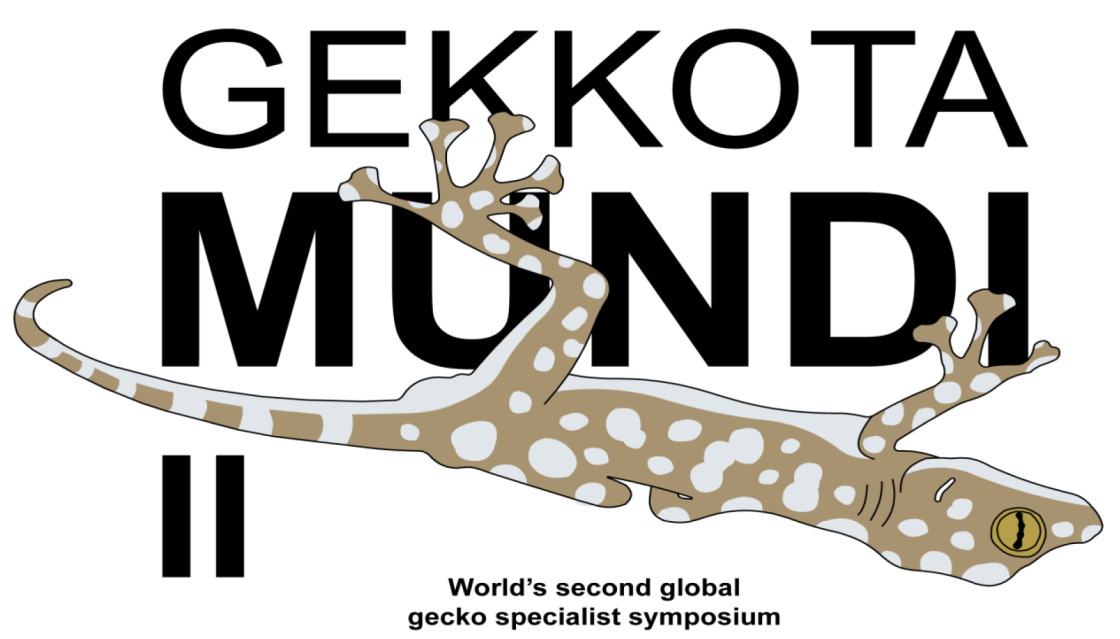 GEKKOTA
MUNDI
II
World's second global
gecko specialist symposium